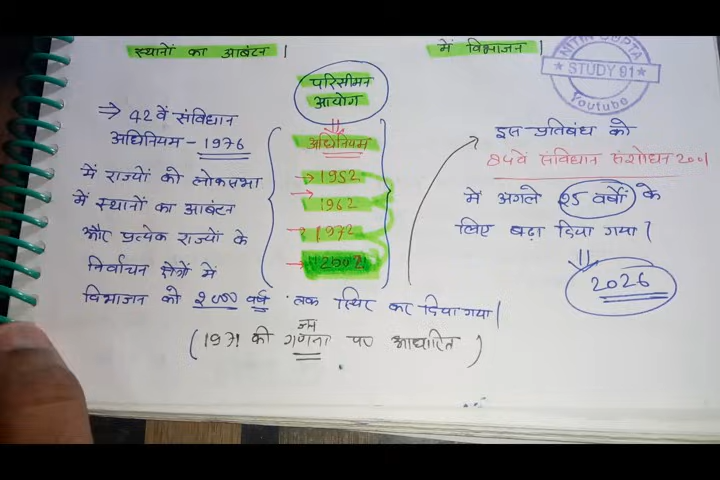 स्थानों का आबंटन।
में विभाजन।
NITIN GUPTA
★ STUDY 91 ★
Youtube
परिसीमन
आयोग
⇒ 42 वें संविधान
अधिनियम - 1976
में राज्यों को लोकसभा
में स्थानों का आबंटन
और प्रत्येक राज्यों के
निर्वाचन क्षेत्रों में
विभाजन को 2000 वर्ष तक स्थिर कर दिया गया।
(1971 की जनगणना पर आधारित)
अधिनियम
→ 1952
→ 1962
→ 1972
→ 2002
इस प्रतिबंध को
84वें संविधान संशोधन 2001
में अगले 25 वर्षों के
लिए बढ़ा दिया गया।
2026